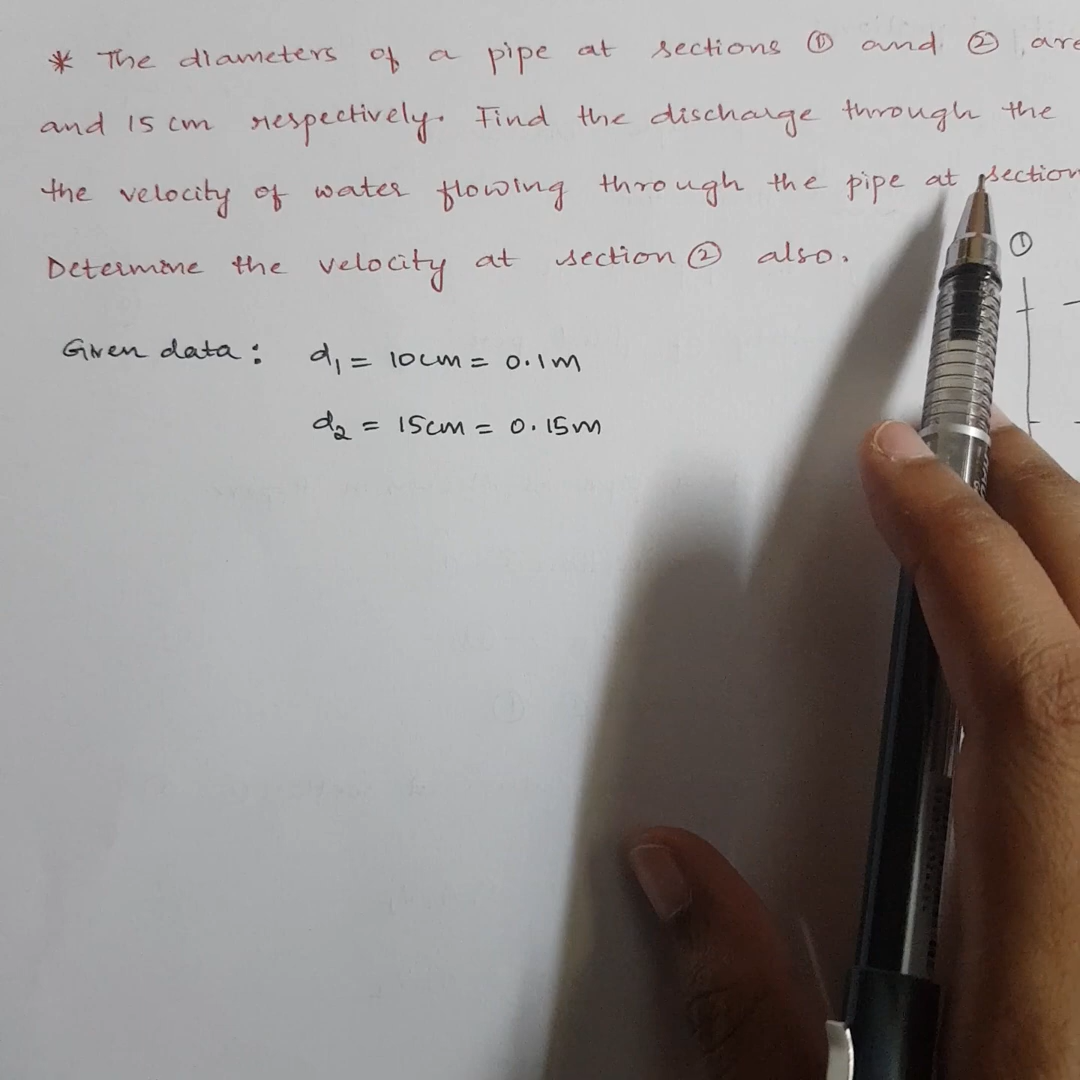 * The diameters of a pipe at sections ① and ② are
and 15 cm respectively. Find the discharge through the
the velocity of water flowing through the pipe at section
①
Determine the velocity at section ② also.
Given data : d₁ = 10cm = 0.1m
d₂ = 15cm = 0.15m